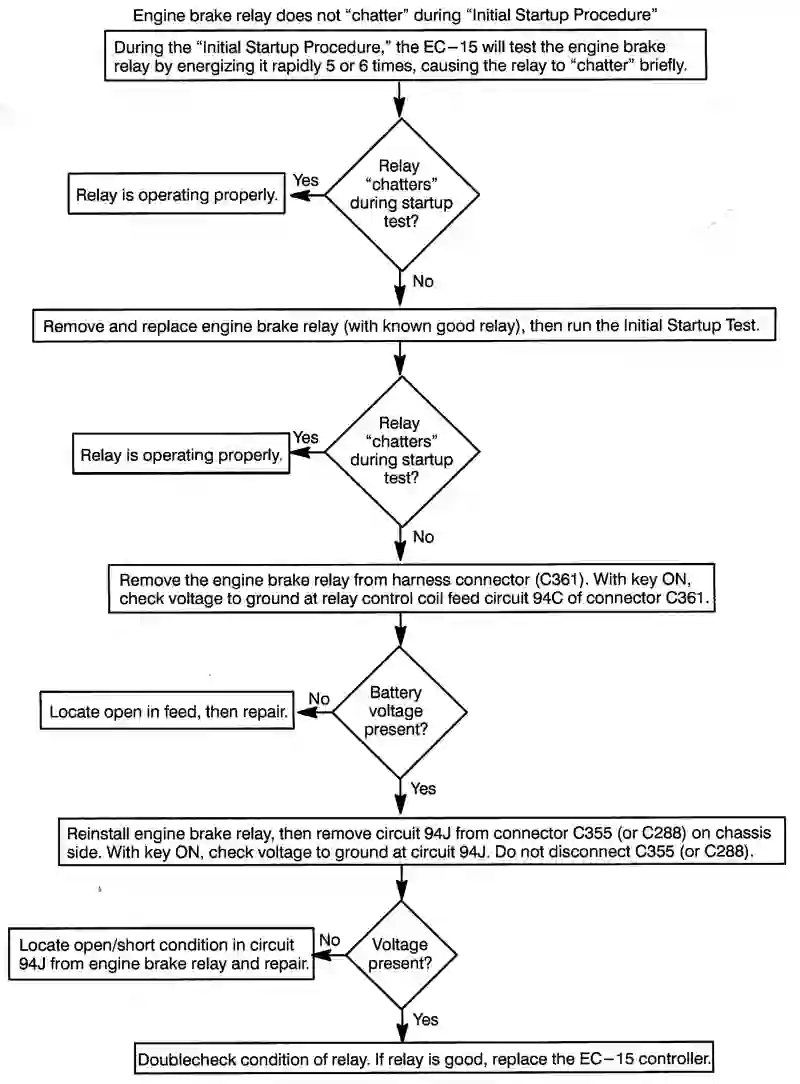 Engine brake relay does not “chatter” during “Initial Startup Procedure”
During the “Initial Startup Procedure,” the EC–15 will test the engine brake
relay by energizing it rapidly 5 or 6 times, causing the relay to “chatter” briefly.
Relay
“chatters”
during startup
test?
Yes
Relay is operating properly.
No
Remove and replace engine brake relay (with known good relay), then run the Initial Startup Test.
Relay
“chatters”
during startup
test?
Yes
Relay is operating properly.
No
Remove the engine brake relay from harness connector (C361). With key ON,
check voltage to ground at relay control coil feed circuit 94C of connector C361.
Battery
voltage
present?
No
Locate open in feed, then repair.
Yes
Reinstall engine brake relay, then remove circuit 94J from connector C355 (or C288) on chassis
side. With key ON, check voltage to ground at circuit 94J. Do not disconnect C355 (or C288).
Voltage
present?
No
Locate open/short condition in circuit
94J from engine brake relay and repair.
Yes
Doublecheck condition of relay. If relay is good, replace the EC–15 controller.